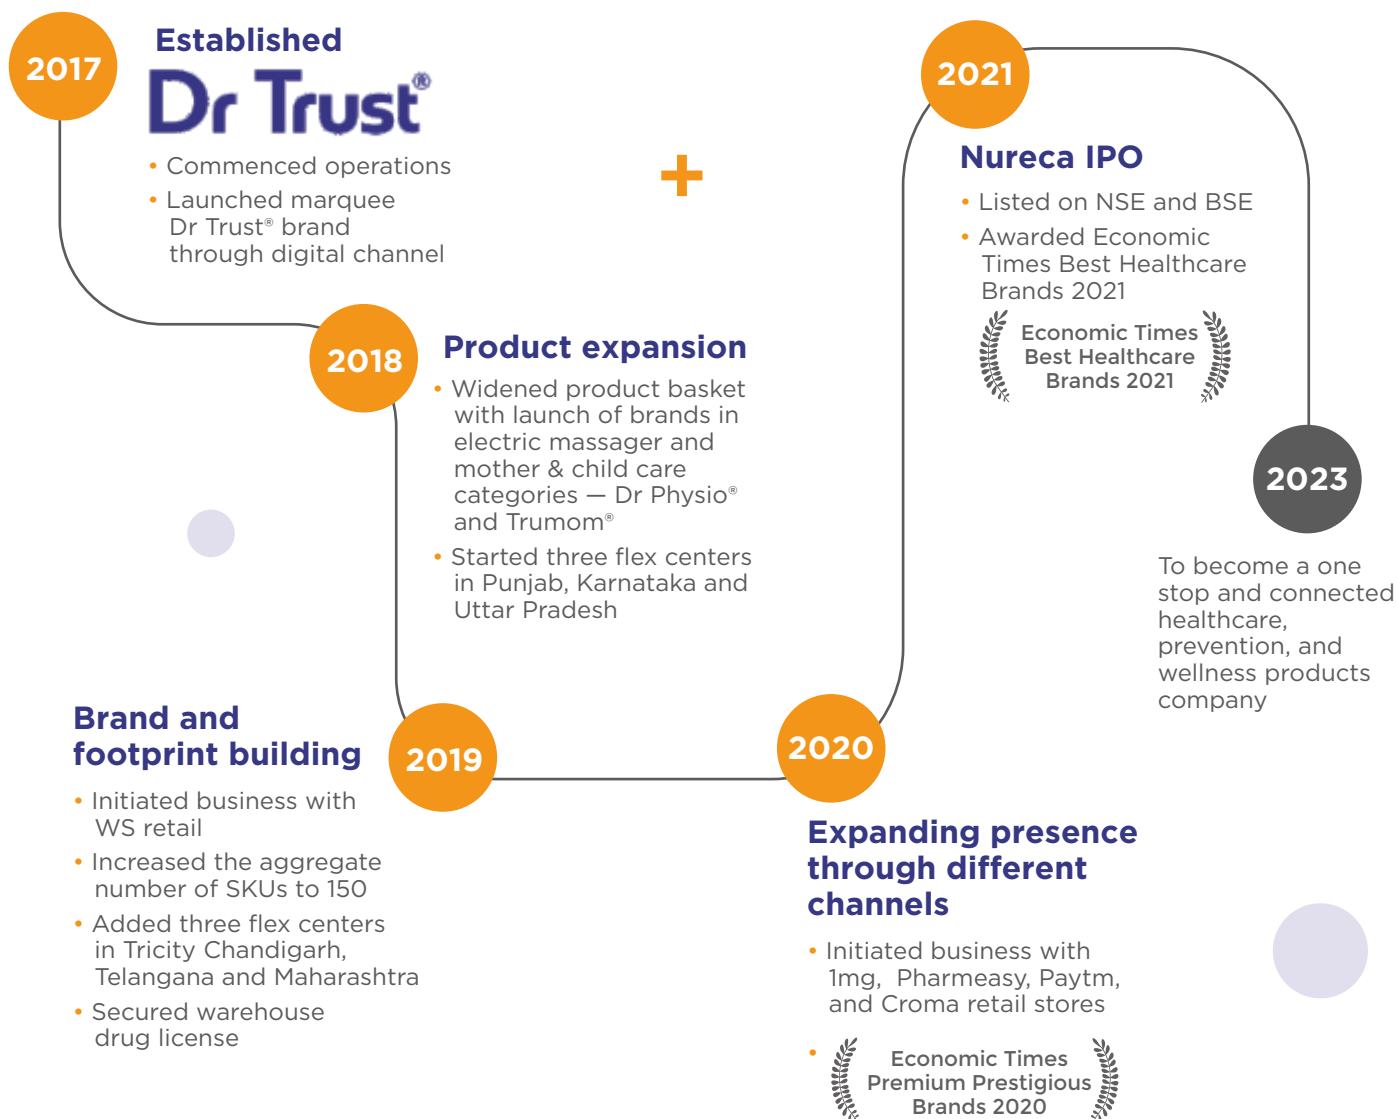 2017
Established
Dr Trust®
• Commenced operations
• Launched marquee
Dr Trust® brand
through digital channel
2018
Product expansion
• Widened product basket
with launch of brands in
electric massager and
mother & child care
categories — Dr Physio®
and Trumom®
• Started three flex centers
in Punjab, Karnataka and
Uttar Pradesh
2019
Brand and
footprint building
• Initiated business with
WS retail
• Increased the aggregate
number of SKUs to 150
• Added three flex centers
in Tricity Chandigarh,
Telangana and Maharashtra
• Secured warehouse
drug license
2020
Expanding presence
through different
channels
• Initiated business with
1mg, Pharmeasy, Paytm,
and Croma retail stores
• Economic Times
Premium Prestigious
Brands 2020
2021
Nureca IPO
• Listed on NSE and BSE
• Awarded Economic
Times Best Healthcare
Brands 2021
Economic Times
Best Healthcare
Brands 2021
2023
To become a one
stop and connected
healthcare,
prevention, and
wellness products
company